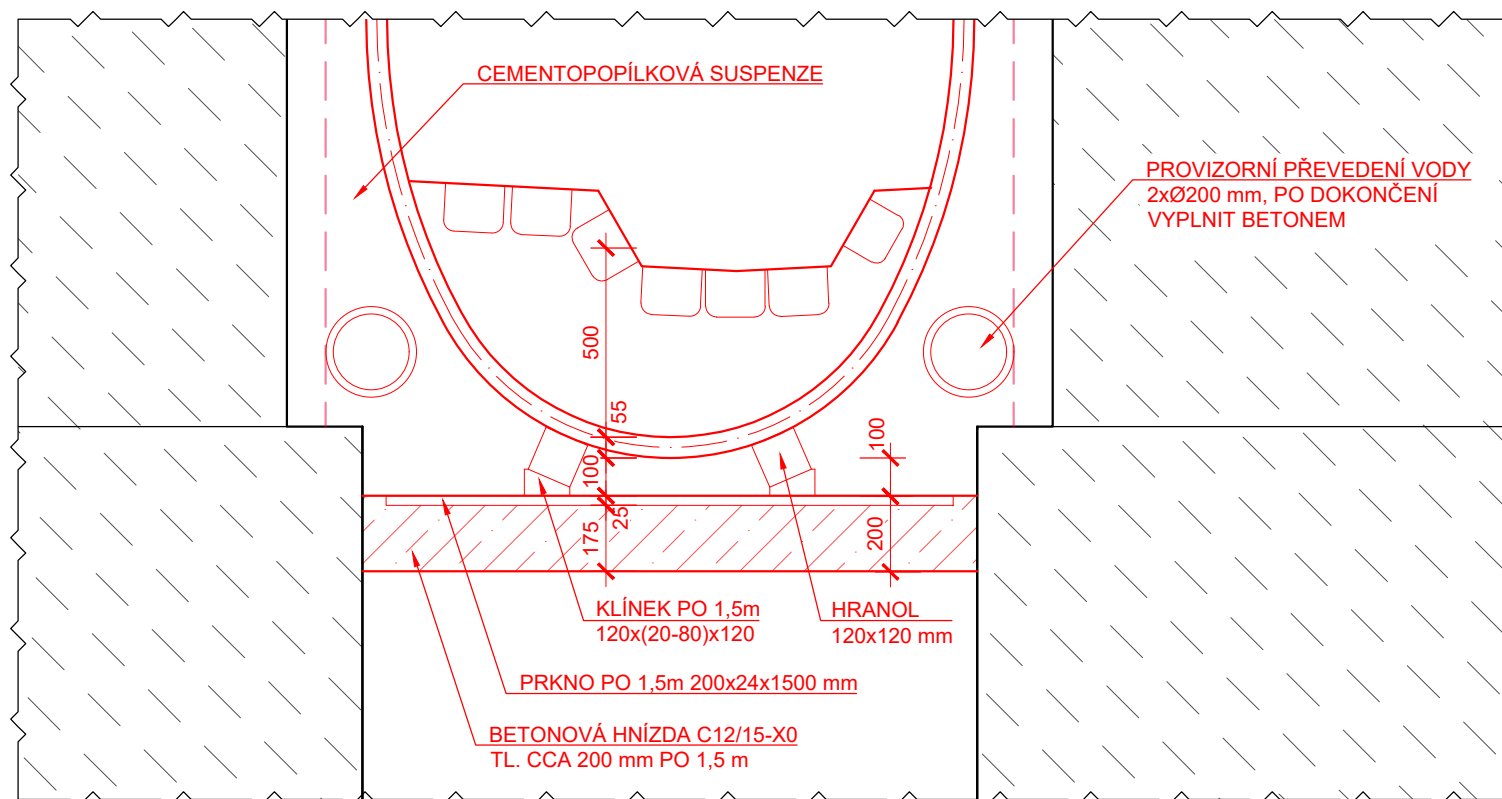 CEMENTOPOPÍLKOVÁ SUSPENZE
PROVIZORNÍ PŘEVEDENÍ VODY
2xØ200 mm, PO DOKONČENÍ
VYPLNIT BETONEM
500
55
100
100
25
175
200
KLÍNEK PO 1,5m
120x(20-80)x120
HRANOL
120x120 mm
PRKNO PO 1,5m 200x24x1500 mm
BETONOVÁ HNÍZDA C12/15-X0
TL. CCA 200 mm PO 1,5 m